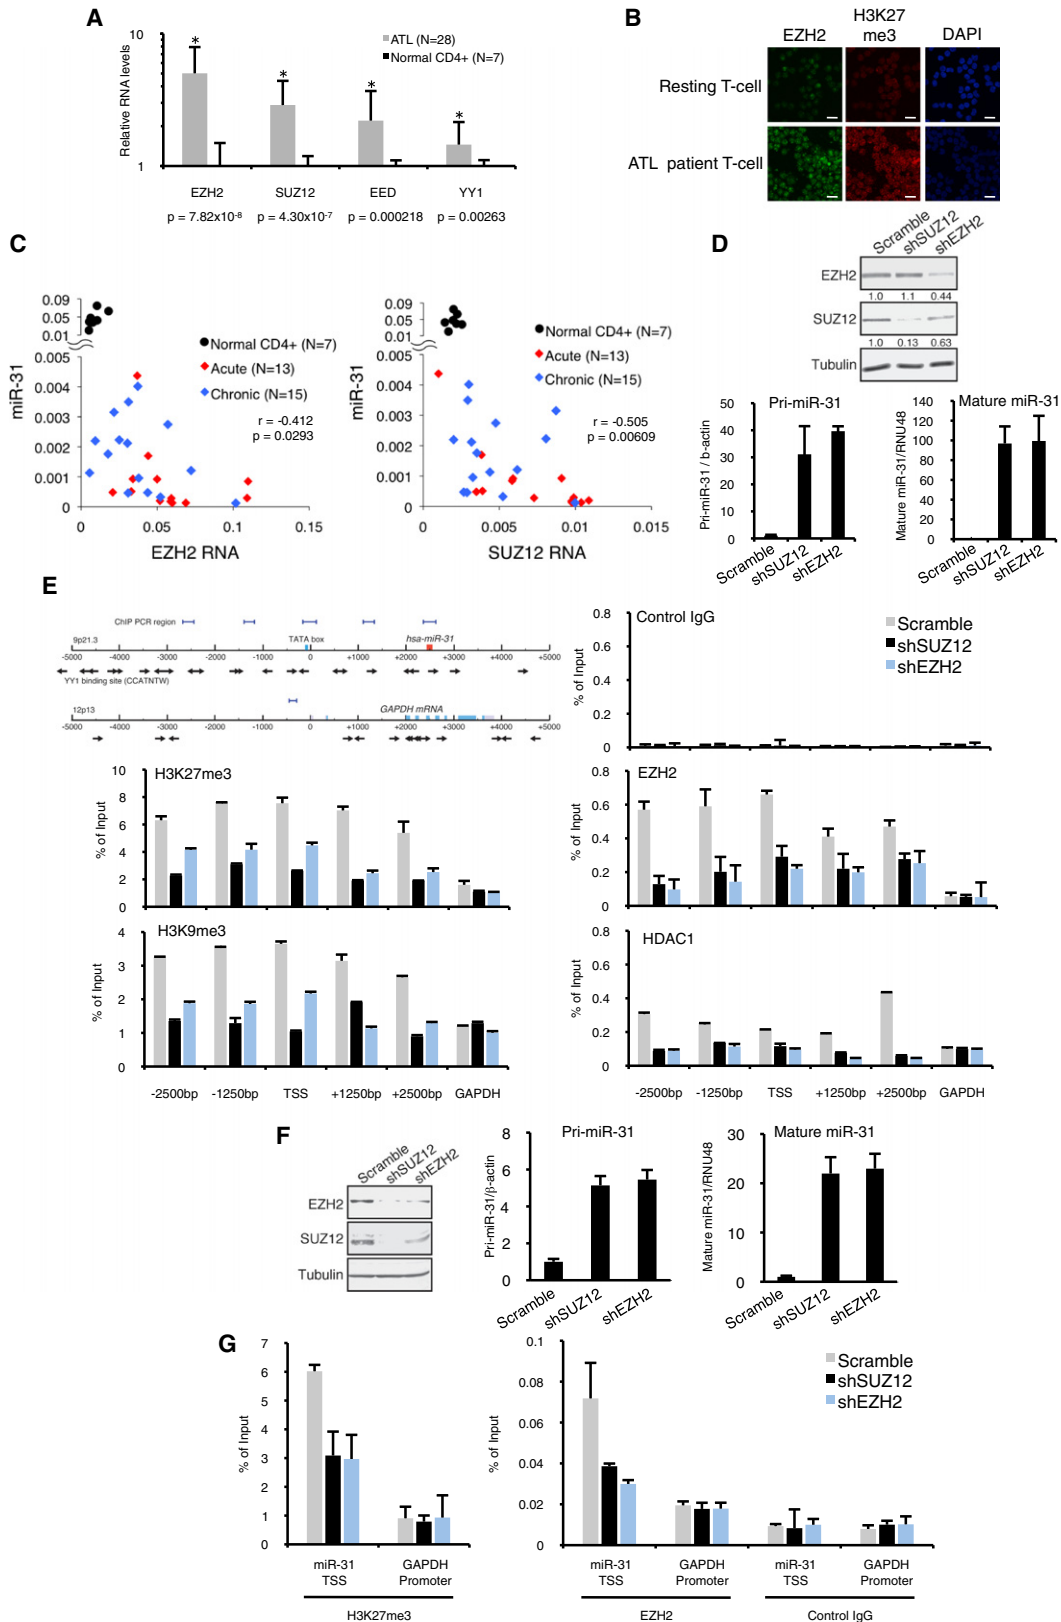 A
Relative RNA levels
10
1
ATL (N=28)
Normal CD4+ (N=7)
* * * *
EZH2 SUZ12 EED YY1
p = 7.82x10-8 p = 4.30x10-7 p = 0.000218 p = 0.00263
B
EZH2 H3K27 me3 DAPI
Resting T-cell
ATL patient T-cell
C
miR-31
0.09
0.05
0.01
0.005
0.004
0.003
0.002
0.001
0
0 0.05 0.1 0.15
EZH2 RNA
Normal CD4+ (N=7)
Acute (N=13)
Chronic (N=15)
r = -0.412
p = 0.0293
miR-31
0.09
0.05
0.01
0.005
0.004
0.003
0.002
0.001
0
0 0.005 0.010 0.015
SUZ12 RNA
Normal CD4+ (N=7)
Acute (N=13)
Chronic (N=15)
r = -0.505
p = 0.00609
D
Scramble shSUZ12 shEZH2
EZH2
1.0 1.1 0.44
SUZ12
1.0 0.13 0.63
Tubulin
Pri-miR-31
Pri-miR-31 / b-actin
50
40
30
20
10
0
Scramble shSUZ12 shEZH2
Mature miR-31
Mature miR-31/RNU48
140
120
100
80
60
40
20
0
Scramble shSUZ12 shEZH2
E
ChIP PCR region
9p21.3 TATA box hsa-miR-31
-5000 -4000 -3000 -2000 -1000 0 +1000 +2000 +3000 +4000 +5000
YY1 binding site (CCATNTW)
12p13 GAPDH mRNA
-5000 -4000 -3000 -2000 -1000 0 +1000 +2000 +3000 +4000 +5000
Control IgG
% of Input
0.8
0.6
0.4
0.2
0
Scramble
shSUZ12
shEZH2
H3K27me3
% of Input
10
8
6
4
2
0
EZH2
% of Input
0.8
0.6
0.4
0.2
0
H3K9me3
% of Input
4
3
2
1
0
-2500bp -1250bp TSS +1250bp +2500bp GAPDH
HDAC1
% of Input
0.8
0.6
0.4
0.2
0
-2500bp -1250bp TSS +1250bp +2500bp GAPDH
F
Scramble shSUZ12 shEZH2
EZH2
SUZ12
Tubulin
Pri-miR-31
Pri-miR-31/β-actin
8
6
4
2
0
Scramble shSUZ12 shEZH2
Mature miR-31
Mature miR-31/RNU48
30
20
10
0
Scramble shSUZ12 shEZH2
G
% of Input
7
6
5
4
3
2
1
0
miR-31 TSS GAPDH Promoter
H3K27me3
% of Input
0.1
0.08
0.06
0.04
0.02
0
Scramble
shSUZ12
shEZH2
miR-31 TSS GAPDH Promoter miR-31 TSS GAPDH Promoter
EZH2 Control IgG